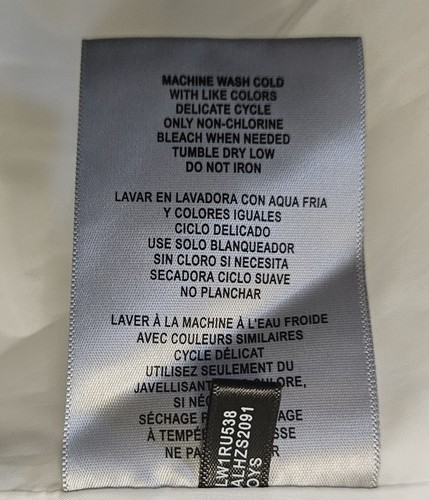 MACHINE WASH COLD
WITH LIKE COLORS
DELICATE CYCLE
ONLY NON-CHLORINE
BLEACH WHEN NEEDED
TUMBLE DRY LOW
DO NOT IRON
LAVAR EN LAVADORA CON AQUA FRIA
Y COLORES IGUALES
CICLO DELICADO
USE SOLO BLANQUEADOR
SIN CLORO SI NECESITA
SECADORA CICLO SUAVE
NO PLANCHAR
LAVER À LA MACHINE À L'EAU FROIDE
AVEC COULEURS SIMILAIRES
CYCLE DÉLICAT
UTILISEZ SEULEMENT DU
JAVELLISANT
SI
SÉCHAGE
À
NE
LW1RU538
ALHZS2091